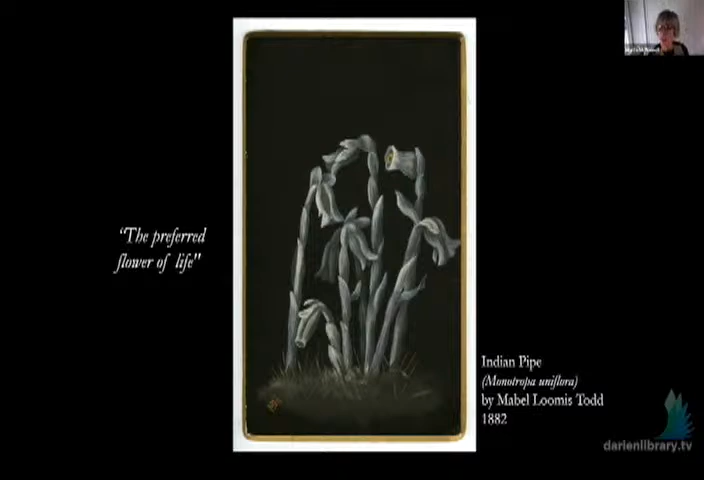 “The preferred
flower of life"
Indian Pipe
(Monotropa uniflora)
by Mabel Loomis Todd
1882
darienlibrary.tv